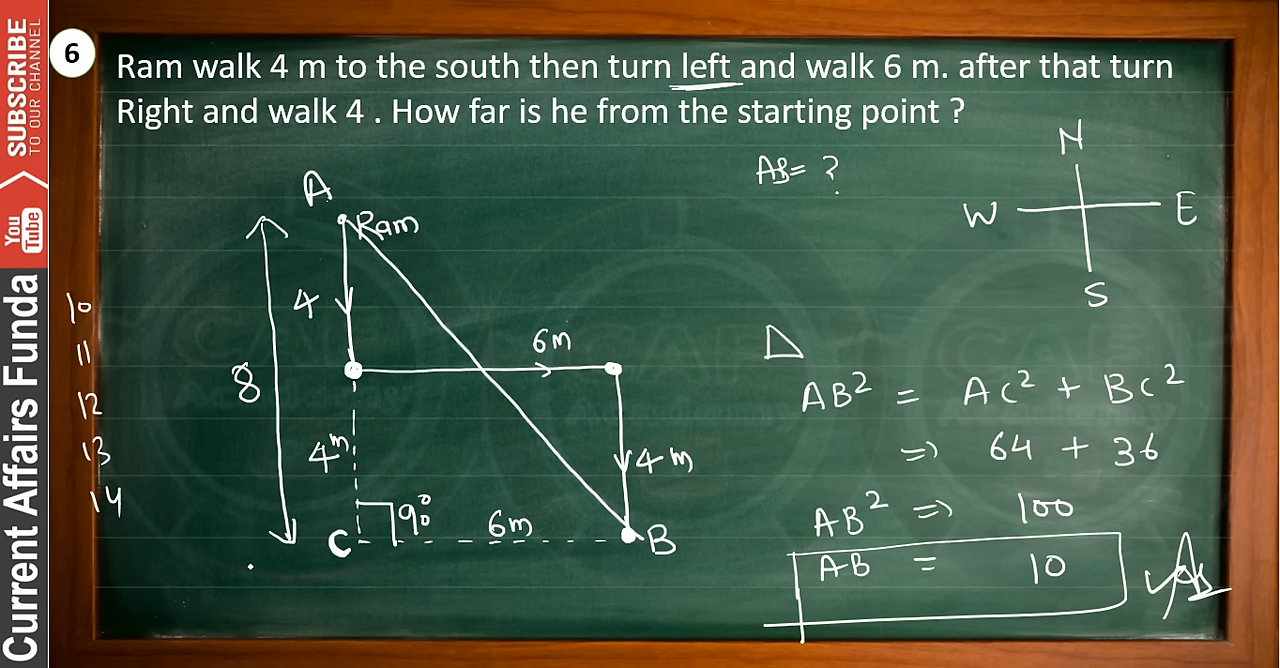 SUBSCRIBE
TO OUR CHANNEL
You
Tube
Current Affairs Funda
6
Ram walk 4 m to the south then turn left and walk 6 m. after that turn
Right and walk 4 . How far is he from the starting point ?
AB= ?
N
W
E
S
A
Ram
4
6m
8
4m
4m
90°
6m
C
B
10
11
12
13
14
AB² = AC² + BC²
=> 64 + 36
AB² => 100
AB = 10